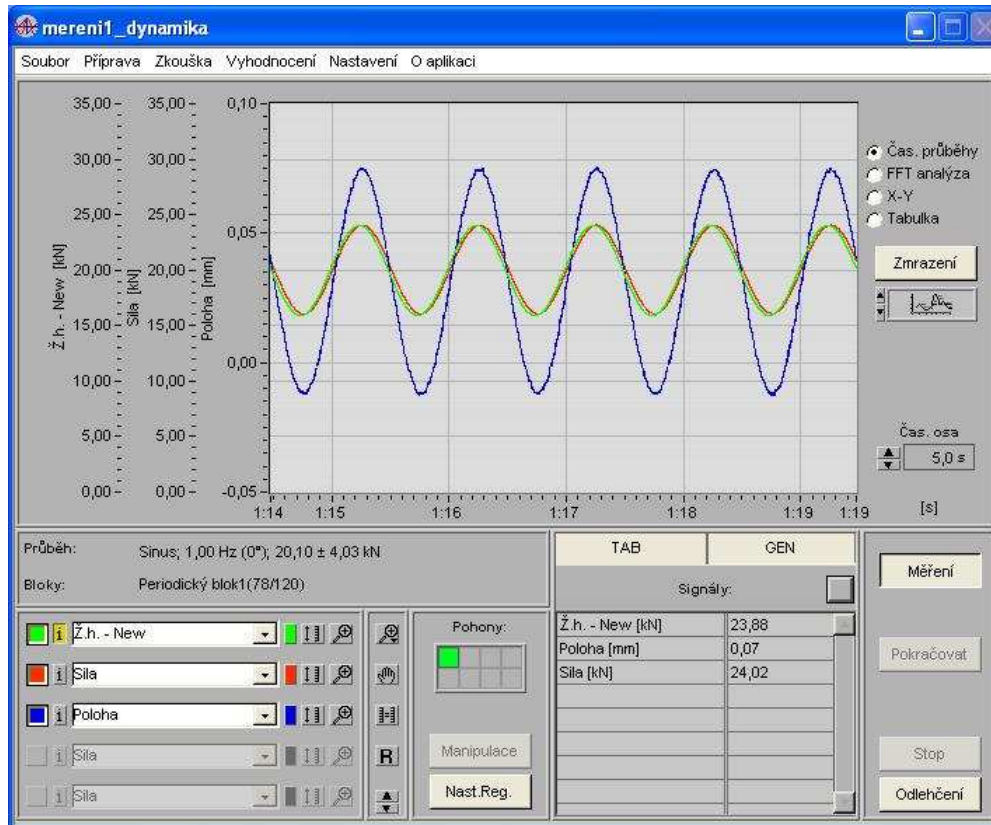 mereni1_dynamika
Soubor Příprava Zkouška Vyhodnocení Nastavení O aplikaci
35,00 35,00 0,10
30,00 30,00
25,00 25,00
0,05
20,00 20,00
15,00 15,00
0,00
10,00 10,00
5,00 5,00
0,00 0,00 -0,05
Ž.h. - New [kN]
Sila [kN]
Poloha [mm]
1:14 1:15 1:16 1:17 1:18 1:19 1:19
Čas. průběhy
FFT analýza
X-Y
Tabulka
Zmrazení
Čas. osa
5,0 s
[s]
Průběh: Sinus; 1,00 Hz (0°); 20,10 ± 4,03 kN
Bloky: Periodický blok1(78/120)
TAB GEN
Signály:
Ž.h. - New [kN] 23,88
Poloha [mm] 0,07
Sila [kN] 24,02
Měření
Pokračovat
Stop
Odlehčení
i Ž.h. - New
i Sila
i Poloha
i Sila
i Sila
R
Pohony:
Manipulace
Nast.Reg.